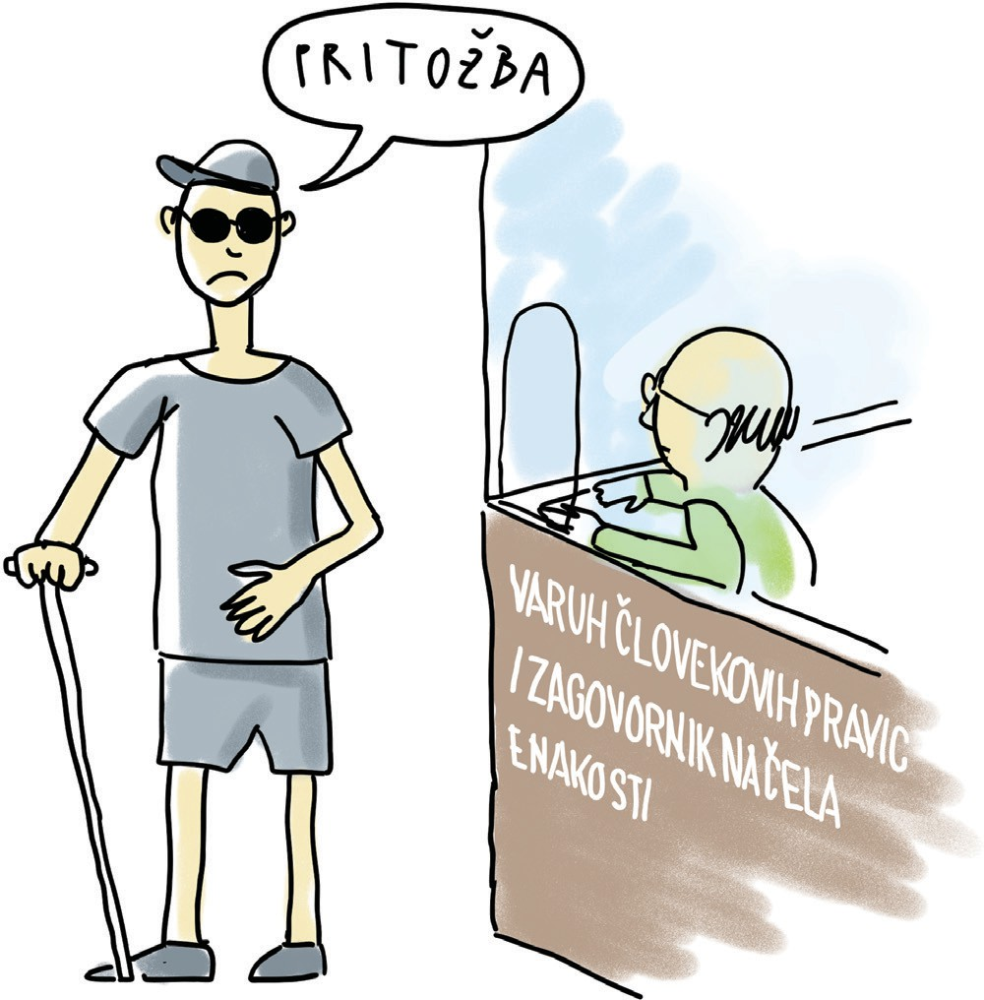 PRITOŽBA
VARUH ČLOVEKOVIH PRAVIC
/ ZAGOVORNIK NAČELA
ENAKOSTI